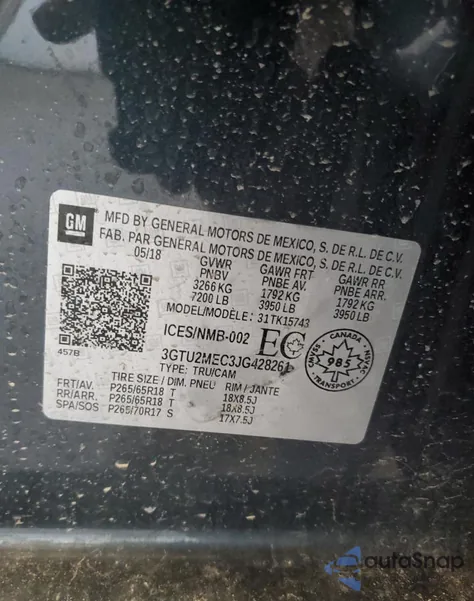 GM
MFD BY GENERAL MOTORS DE MEXICO, S. DE R.L. DE C.V.
FAB. PAR GENERAL MOTORS DE MEXICO, S. DE R.L. DE C.V.
05/18 GVWR GAWR FRT GAWR RR
PNBV PNBE AV. PNBE ARR.
3266 KG 1792 KG 1792 KG
7200 LB 3950 LB 3950 LB
MODEL/MODÈLE: 31TK15743
ICES/NMB-002 EC
457B
3GTU2MEC3JG428261
TYPE: TRU/CAM
TIRE SIZE / DIM. PNEU RIM / JANTE
FRT/AV. P265/65R18 T 18X8.5J
RR/ARR. P265/65R18 T 18X8.5J
SPA/SOS P265/70R17 S 17X7.5J
CANADA
985
CMVSS
NSVAC
autoSnap